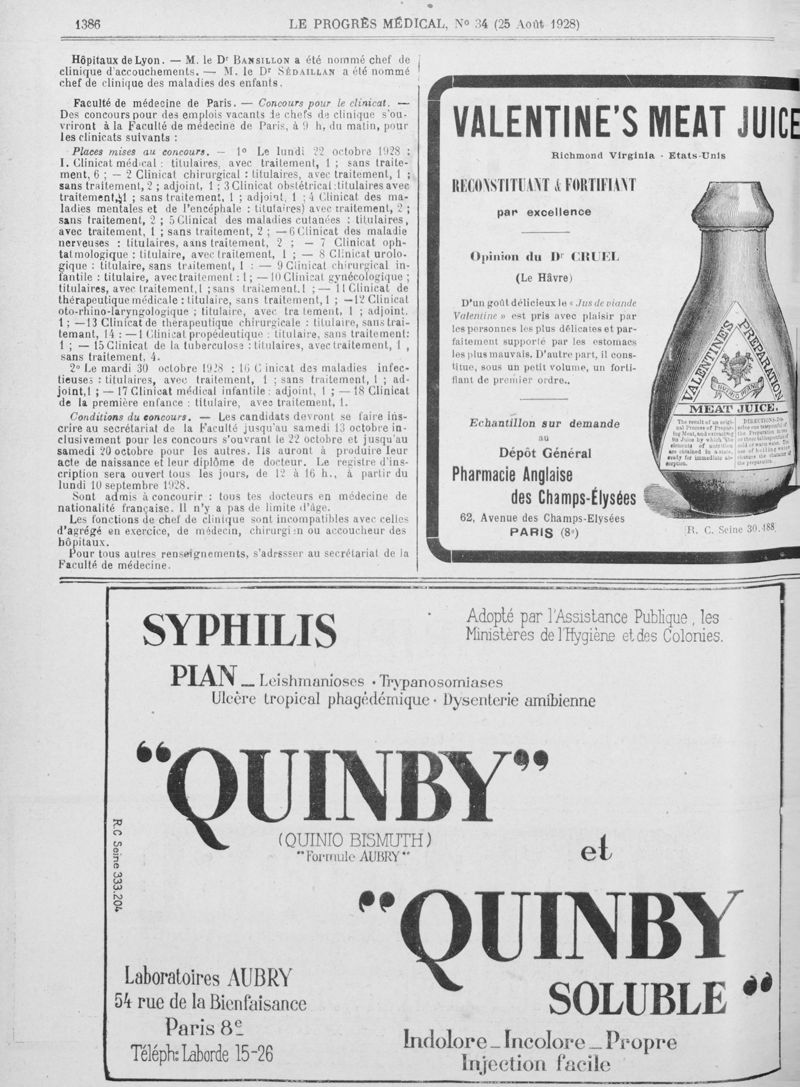 1386
LE PROGRÈS MÉDICAL, No 34 (25 Août 1928)
Hôpitaux de Lyon. — M. le Dr BANSILLON a été nommé chef de
clinique d'accouchements. — M. le Dr SÉDAILLAN a été nommé
chef de clinique des maladies des enfants.
Faculté de médecine de Paris. — Concours pour le clinicat. —
Des concours pour des emplois vacants de chefs de clinique s'ou-
vriront à la Faculté de médecine de Paris, à 9 h. du matin, pour
les clinicats suivants :
Places mises au concours. — 1o Le lundi 22 octobre 1928 :
I. Clinicat médical : titulaires, avec traitement, 1 ; sans traite-
ment, 6 ; — 2 Clinicat chirurgical : titulaires, avec traitement, 1 ;
sans traitement, 2 ; adjoint, 1 ; 3 Clinicat obstétrical : titulaires avec
traitement, 1 ; sans traitement, 1 ; adjoint, 1 ; 4 Clinicat des ma-
ladies mentales et de l'encéphale : titulaires) avec traitement, 2 ;
sans traitement, 2 ; 5 Clinicat des maladies cutanées : titulaires,
avec traitement, 1 ; sans traitement, 2 ; — 6 Clinicat des maladie
nerveuses : titulaires, aans traitement, 2 ; — 7 Clinicat oph-
talmologique : titulaire, avec traitement, 1 ; — 8 Clinicat urolo-
gique : titulaire, sans traitement, 1 : — 9 Clinicat chirurgical in-
fantile : titulaire, avec traitement : 1 ; — 10 Clinicat gynécologique ;
titulaires, avec traitement, 1 ; sans traitement. 1 ; — 11 Clinicat de
thérapeutique médicale : titulaire, sans traitement, 1 ; — 12 Clinicat
oto-rhino-laryngologique ; titulaire, avec traitement, 1 ; adjoint.
1 ; — 13 Clinicat de thérapeutique chirurgicale : titulaire, sans trai-
temant, 14 : — 1 Clinicat propédeutique : titulaire, sans traitement:
1 ; — 15 Clinicat de la tuberculose : titulaires, avec traitement, 1 ,
sans traitement, 4.
2o Le mardi 30 octobre 1928 : 16 Clinicat des maladies infec-
tieuses : titulaires, avec traitement, 1 ; sans traitement, 1 ; ad-
joint, 1 ; — 17 Clinicat médical infantile : adjoint, 1 ; — 18 Clinicat
de la première enfance : titulaire, avec traitement, 1.
Conditions du concours. — Les candidats devront se faire ins-
crire au secrétariat de la Faculté jusqu'au samedi 13 octobre in-
clusivement pour les concours s'ouvrant le 22 octobre et jusqu'au
samedi 20 octobre pour les autres. Ils auront à produire leur
acte de naissance et leur diplôme de docteur. Le registre d'ins-
cription sera ouvert tous les jours, de 12 à 16 h., à partir du
lundi 10 septembre 1928.
Sont admis à concourir : tous les docteurs en médecine de
nationalité française. Il n'y a pas de limite d'âge.
Les fonctions de chef de clinique sont incompatibles avec celles
d'agrégé en exercice, de médecin, chirurgien ou accoucheur des
hôpitaux.
Pour tous autres renseignements, s'adrssser au secrétariat de la
Faculté de médecine.
VALENTINE'S MEAT JUICE
Richmond Virginia - Etats-Unis
RECONSTITUANT & FORTIFIANT
par excellence
Opinion du Dr CRUEL
(Le Hâvre)
D'un goût délicieux le « Jus de viande
Valentine » est pris avec plaisir par
les personnes les plus délicates et par-
faitement supporté par les estomacs
les plus mauvais. D'autre part, il cons-
titue, sous un petit volume, un forti-
fiant de premier ordre.,
Echantillon sur demande
au
Dépôt Général
Pharmacie Anglaise
des Champs-Élysées
62, Avenue des Champs-Elysées
PARIS (8e)
VALENTINE'S PREPARATION
MEAT JUICE.
R. C. Seine 30.488
SYPHILIS
Adopté par l'Assistance Publique, les
Ministères de l'Hygiène et des Colonies.
PIAN — Leishmanioses · Trypanosomiases
Ulcère tropical phagédémique · Dysenterie amibienne
“QUINBY”
(QUINIO BISMUTH)
"Formule AUBRY"
et
“QUINBY
SOLUBLE”
R.C Seine 333.204
Laboratoires AUBRY
54 rue de la Bienfaisance
Paris 8e
Téléph: Laborde 15-26
Indolore — Incolore — Propre
Injection facile